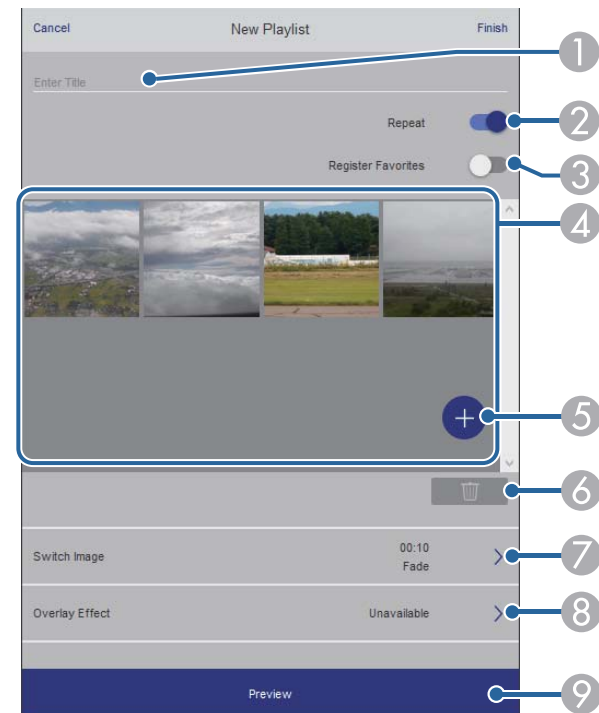 Cancel New Playlist Finish
1
Enter Title
Repeat 2
Register Favorites 3
4
5
6
Switch Image 00:10 7
Fade
Overlay Effect Unavailable 8
Preview 9